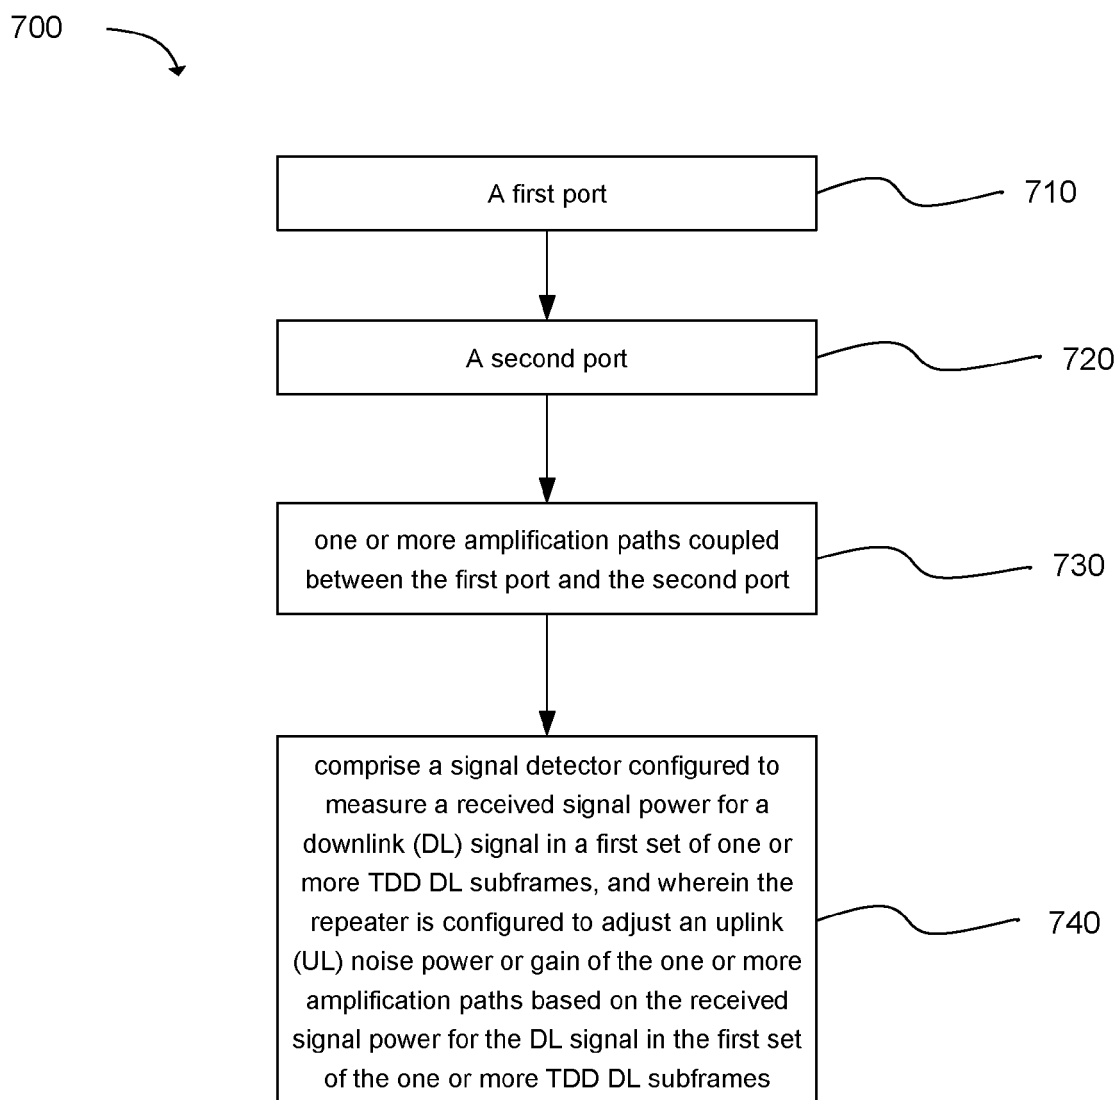 700
A first port
710
A second port
720
one or more amplification paths coupled
between the first port and the second port
730
comprise a signal detector configured to
measure a received signal power for a
downlink (DL) signal in a first set of one or
more TDD DL subframes, and wherein the
repeater is configured to adjust an uplink
(UL) noise power or gain of the one or more
amplification paths based on the received
signal power for the DL signal in the first set
of the one or more TDD DL subframes
740